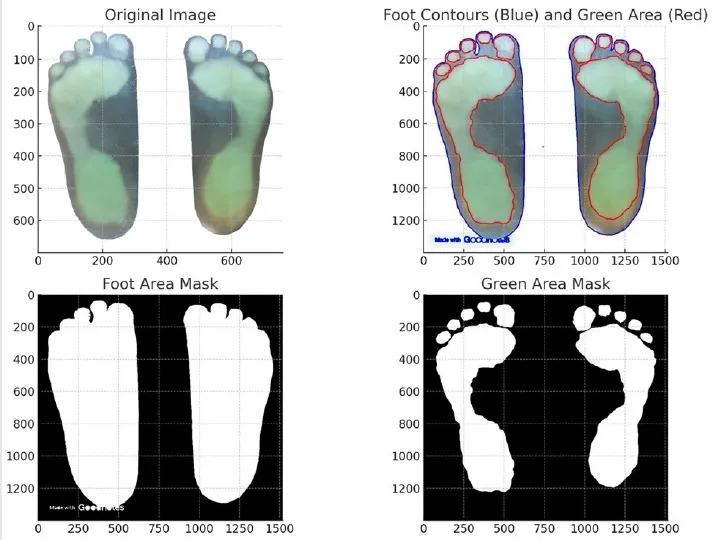 Original Image
0
100
200
300
400
500
600
0 200 400 600
Foot Contours (Blue) and Green Area (Red)
0
200
400
600
800
1000
1200
Made with Goodnotes
0 250 500 750 1000 1250 1500
Foot Area Mask
0
200
400
600
800
1000
1200
Made with Goodnotes
0 250 500 750 1000 1250 1500
Green Area Mask
0
200
400
600
800
1000
1200
0 250 500 750 1000 1250 1500